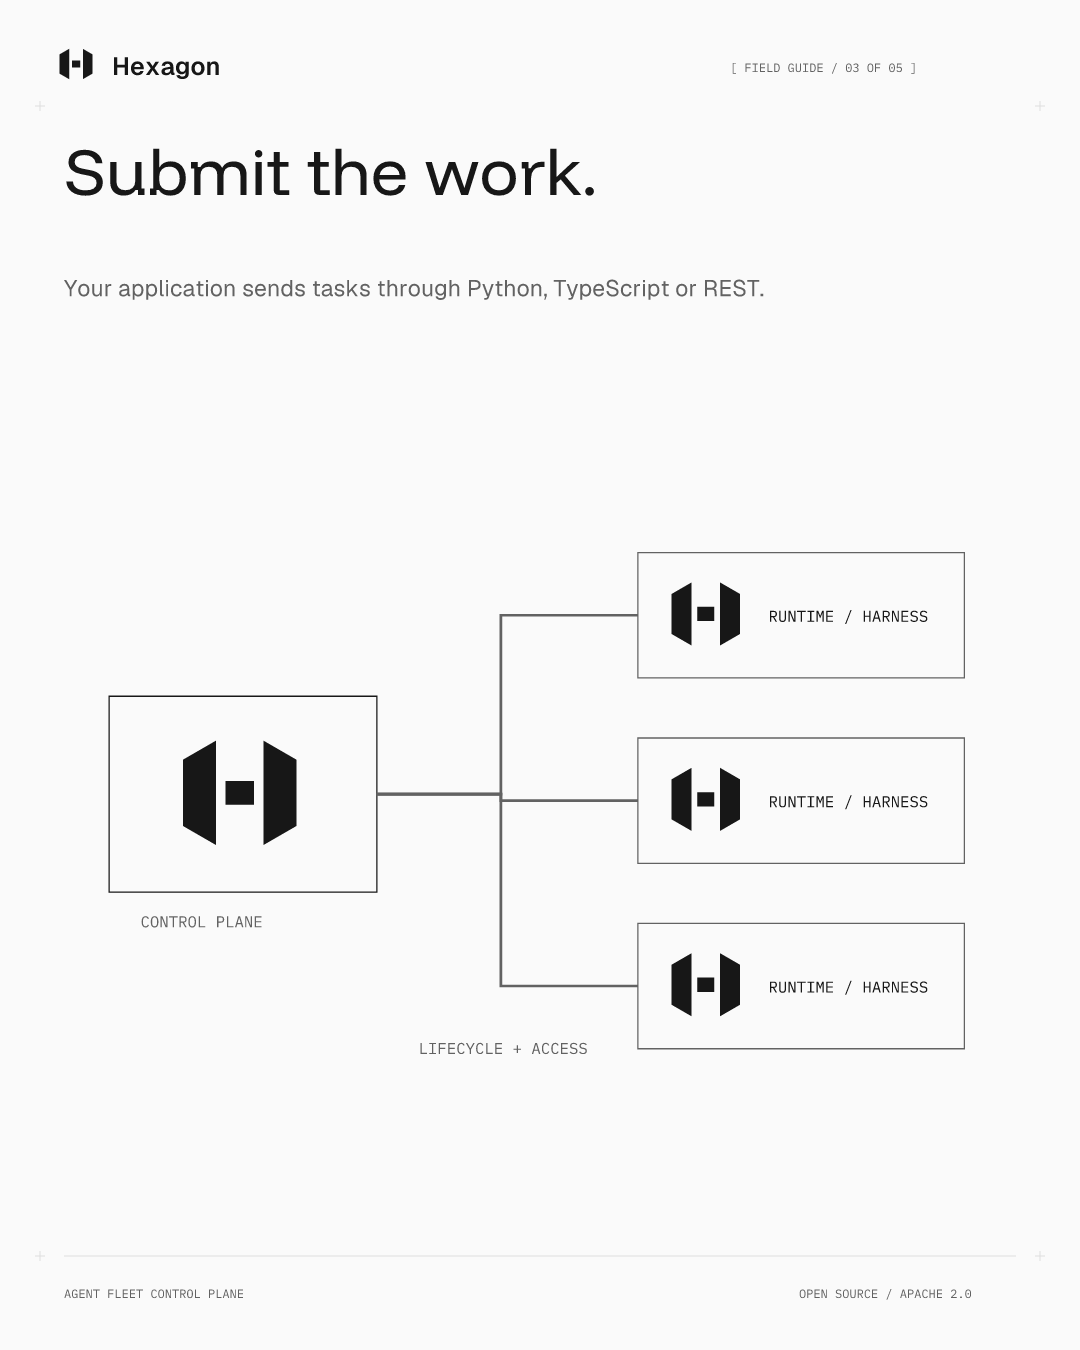 Hexagon
[ FIELD GUIDE / 03 OF 05 ]
Submit the work.
Your application sends tasks through Python, TypeScript or REST.
RUNTIME / HARNESS
RUNTIME / HARNESS
CONTROL PLANE
RUNTIME / HARNESS
LIFECYCLE + ACCESS
AGENT FLEET CONTROL PLANE
OPEN SOURCE / APACHE 2.0